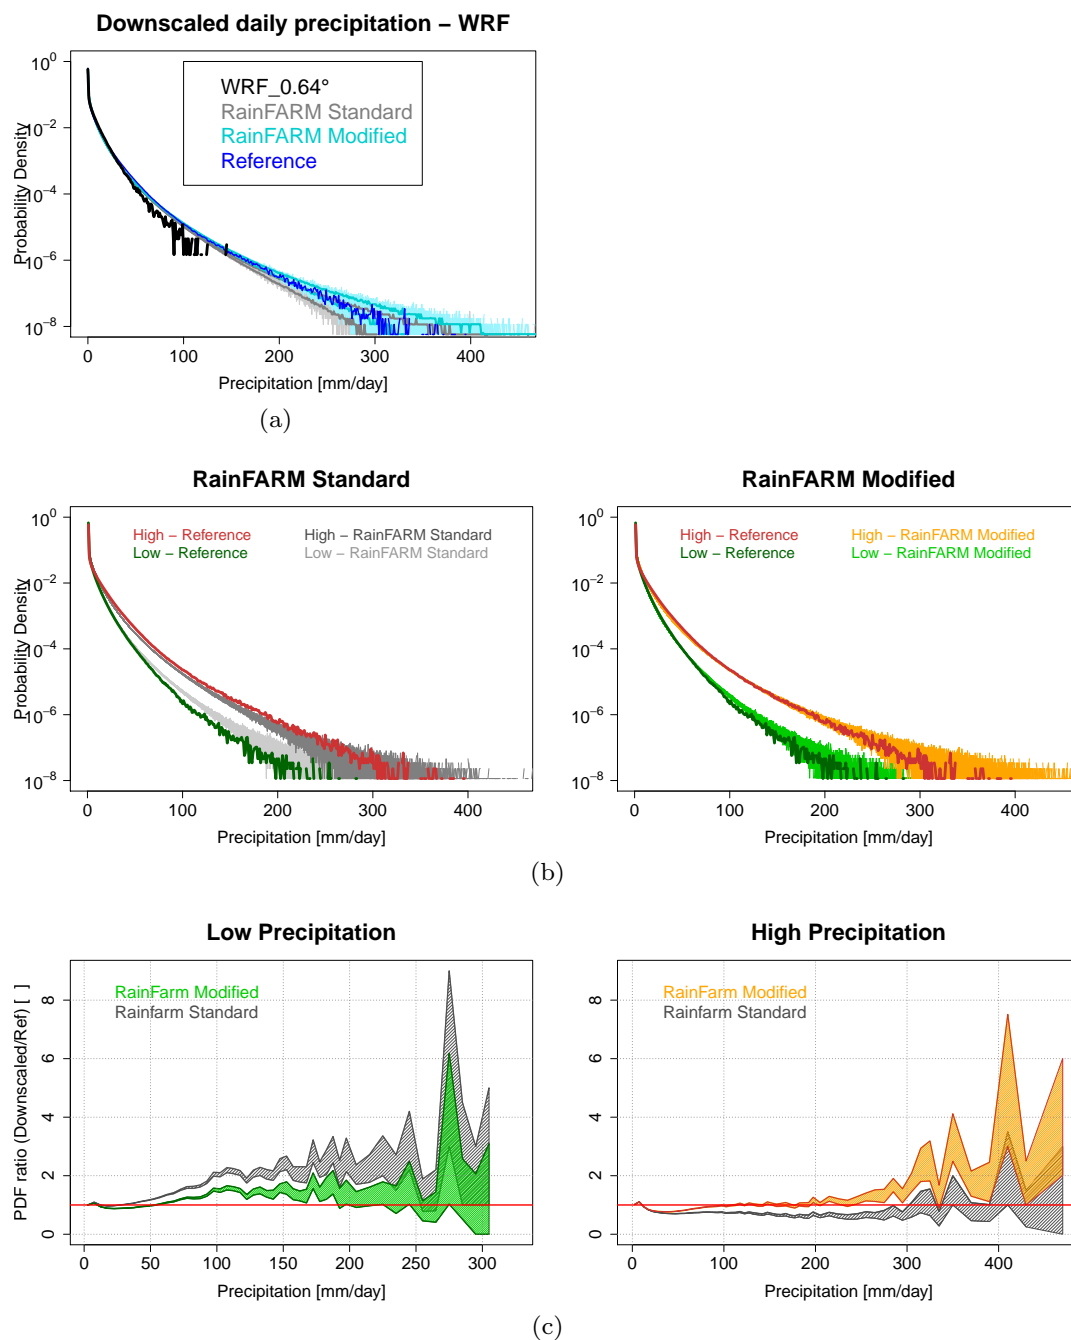 Downscaled daily precipitation – WRF
Probability Density
10^0
10^−2
10^−4
10^−6
10^−8
WRF_0.64°
RainFARM Standard
RainFARM Modified
Reference
0 100 200 300 400
Precipitation [mm/day]
(a)
RainFARM Standard
Probability Density
10^0
10^−2
10^−4
10^−6
10^−8
High – Reference
Low – Reference
High – RainFARM Standard
Low – RainFARM Standard
0 100 200 300 400
Precipitation [mm/day]
RainFARM Modified
10^0
10^−2
10^−4
10^−6
10^−8
High – Reference
Low – Reference
High – RainFARM Modified
Low – RainFARM Modified
0 100 200 300 400
Precipitation [mm/day]
(b)
Low Precipitation
PDF ratio (Downscaled/Ref) [ ]
8
6
4
2
0
RainFarm Modified
Rainfarm Standard
0 50 100 150 200 250 300
Precipitation [mm/day]
High Precipitation
8
6
4
2
0
RainFarm Modified
Rainfarm Standard
0 100 200 300 400
Precipitation [mm/day]
(c)